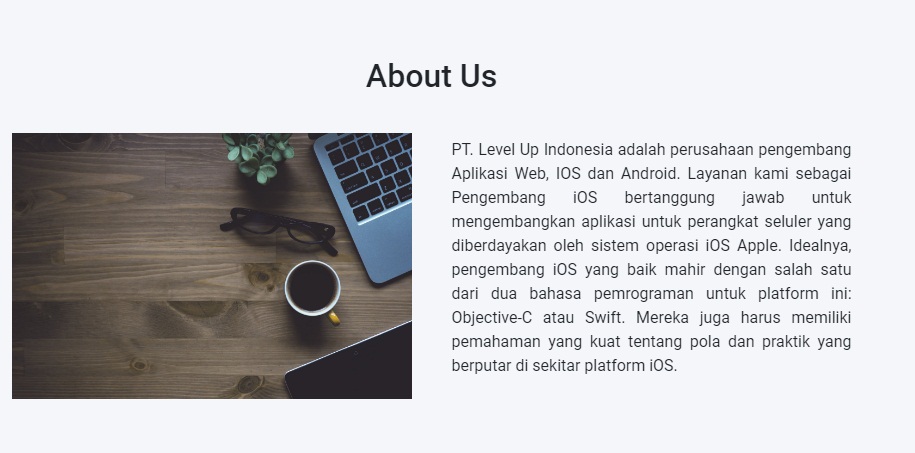 About Us
PT. Level Up Indonesia adalah perusahaan pengembang
Aplikasi Web, IOS dan Android. Layanan kami sebagai
Pengembang iOS bertanggung jawab untuk
mengembangkan aplikasi untuk perangkat seluler yang
diberdayakan oleh sistem operasi iOS Apple. Idealnya,
pengembang iOS yang baik mahir dengan salah satu
dari dua bahasa pemrograman untuk platform ini:
Objective-C atau Swift. Mereka juga harus memiliki
pemahaman yang kuat tentang pola dan praktik yang
berputar di sekitar platform iOS.